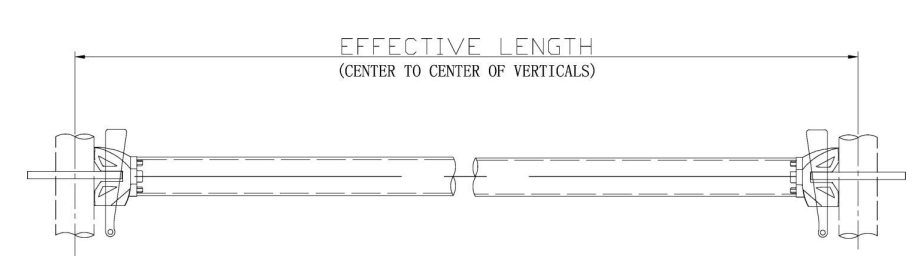 EFFECTIVE LENGTH
(CENTER TO CENTER OF VERTICALS)